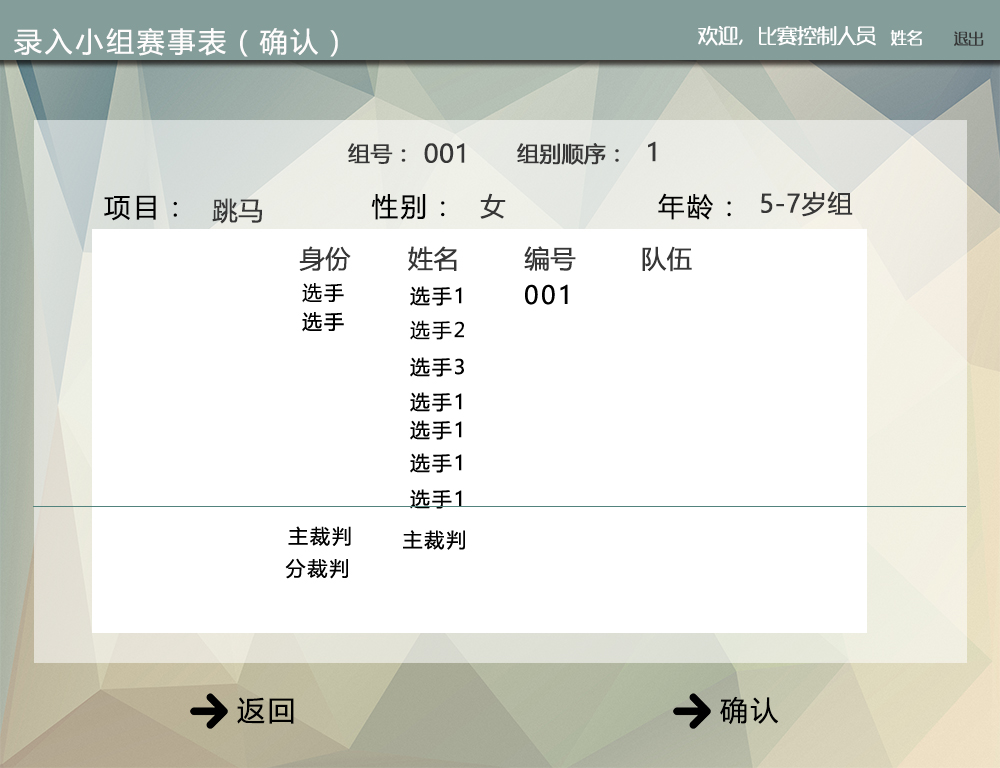 录入小组赛事表（确认） 欢迎，比赛控制人员 姓名 退出
组号：001 组别顺序：1
项目：跳马 性别：女 年龄：5-7岁组
身份 姓名 编号 队伍
选手 选手1 001
选手 选手2
选手3
选手1
选手1
选手1
选手1
主裁判 主裁判
分裁判
返回 确认